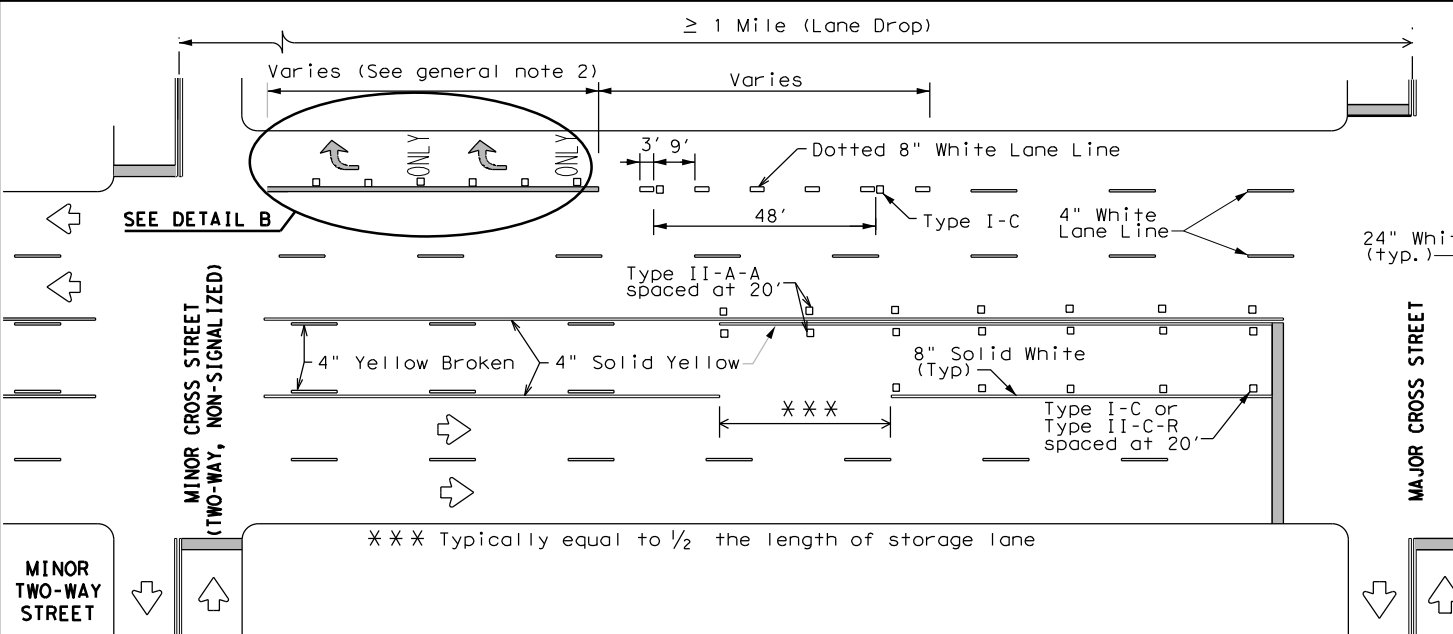 ≥ 1 Mile (Lane Drop)
Varies (See general note 2)
Varies
ONLY
ONLY
3' 9'
Dotted 8" White Lane Line
SEE DETAIL B
48'
Type I-C
4" White
Lane Line
24" Whi
(typ.)
Type II-A-A
spaced at 20'
MINOR CROSS STREET
(TWO-WAY, NON-SIGNALIZED)
4" Yellow Broken
4" Solid Yellow
8" Solid White
(Typ)
***
Type I-C or
Type II-C-R
spaced at 20'
MAJOR CROSS STREET
*** Typically equal to 1/2 the length of storage lane
MINOR
TWO-WAY
STREET